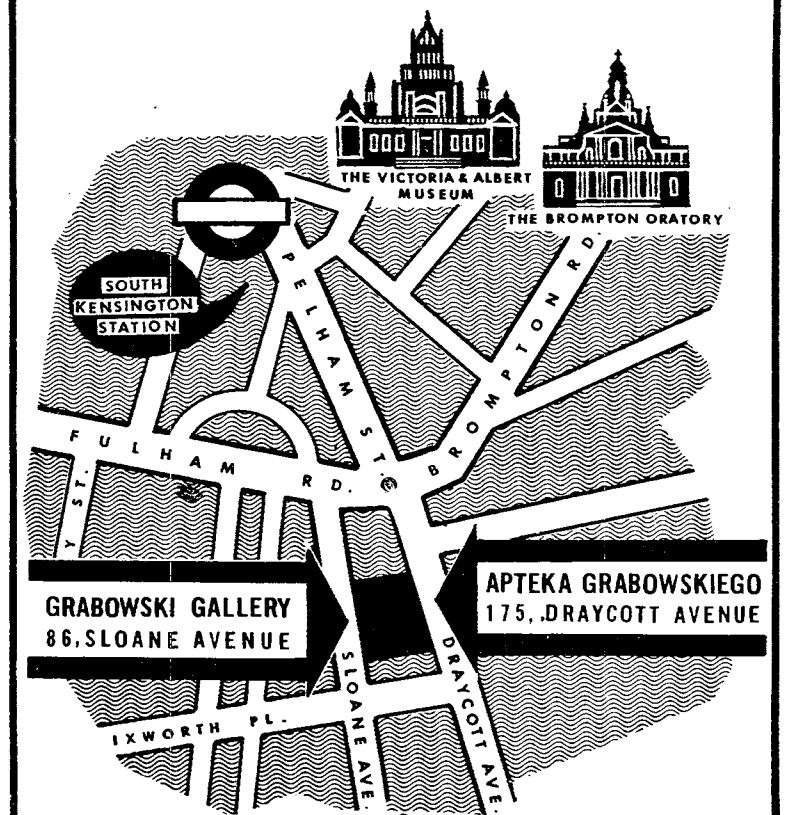 THE VICTORIA & ALBERT
MUSEUM
THE BROMPTON ORATORY
SOUTH
KENSINGTON
STATION
PELHAM ST.
BROMPTON RD.
FULHAM RD.
Y ST.
GRABOWSKI GALLERY
86, SLOANE AVENUE
APTEKA GRABOWSKIEGO
175, DRAYCOTT AVENUE
SLOANE AVE.
DRAYCOTT AVE.
IXWORTH PL.